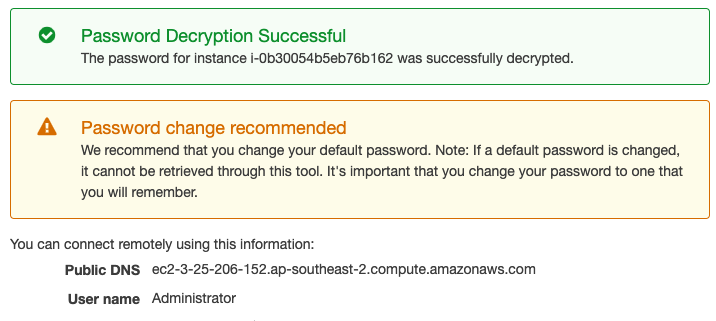 Password Decryption Successful
The password for instance i-0b30054b5eb76b162 was successfully decrypted.
Password change recommended
We recommend that you change your default password. Note: If a default password is changed,
it cannot be retrieved through this tool. It's important that you change your password to one that
you will remember.
You can connect remotely using this information:
Public DNS ec2-3-25-206-152.ap-southeast-2.compute.amazonaws.com
User name Administrator